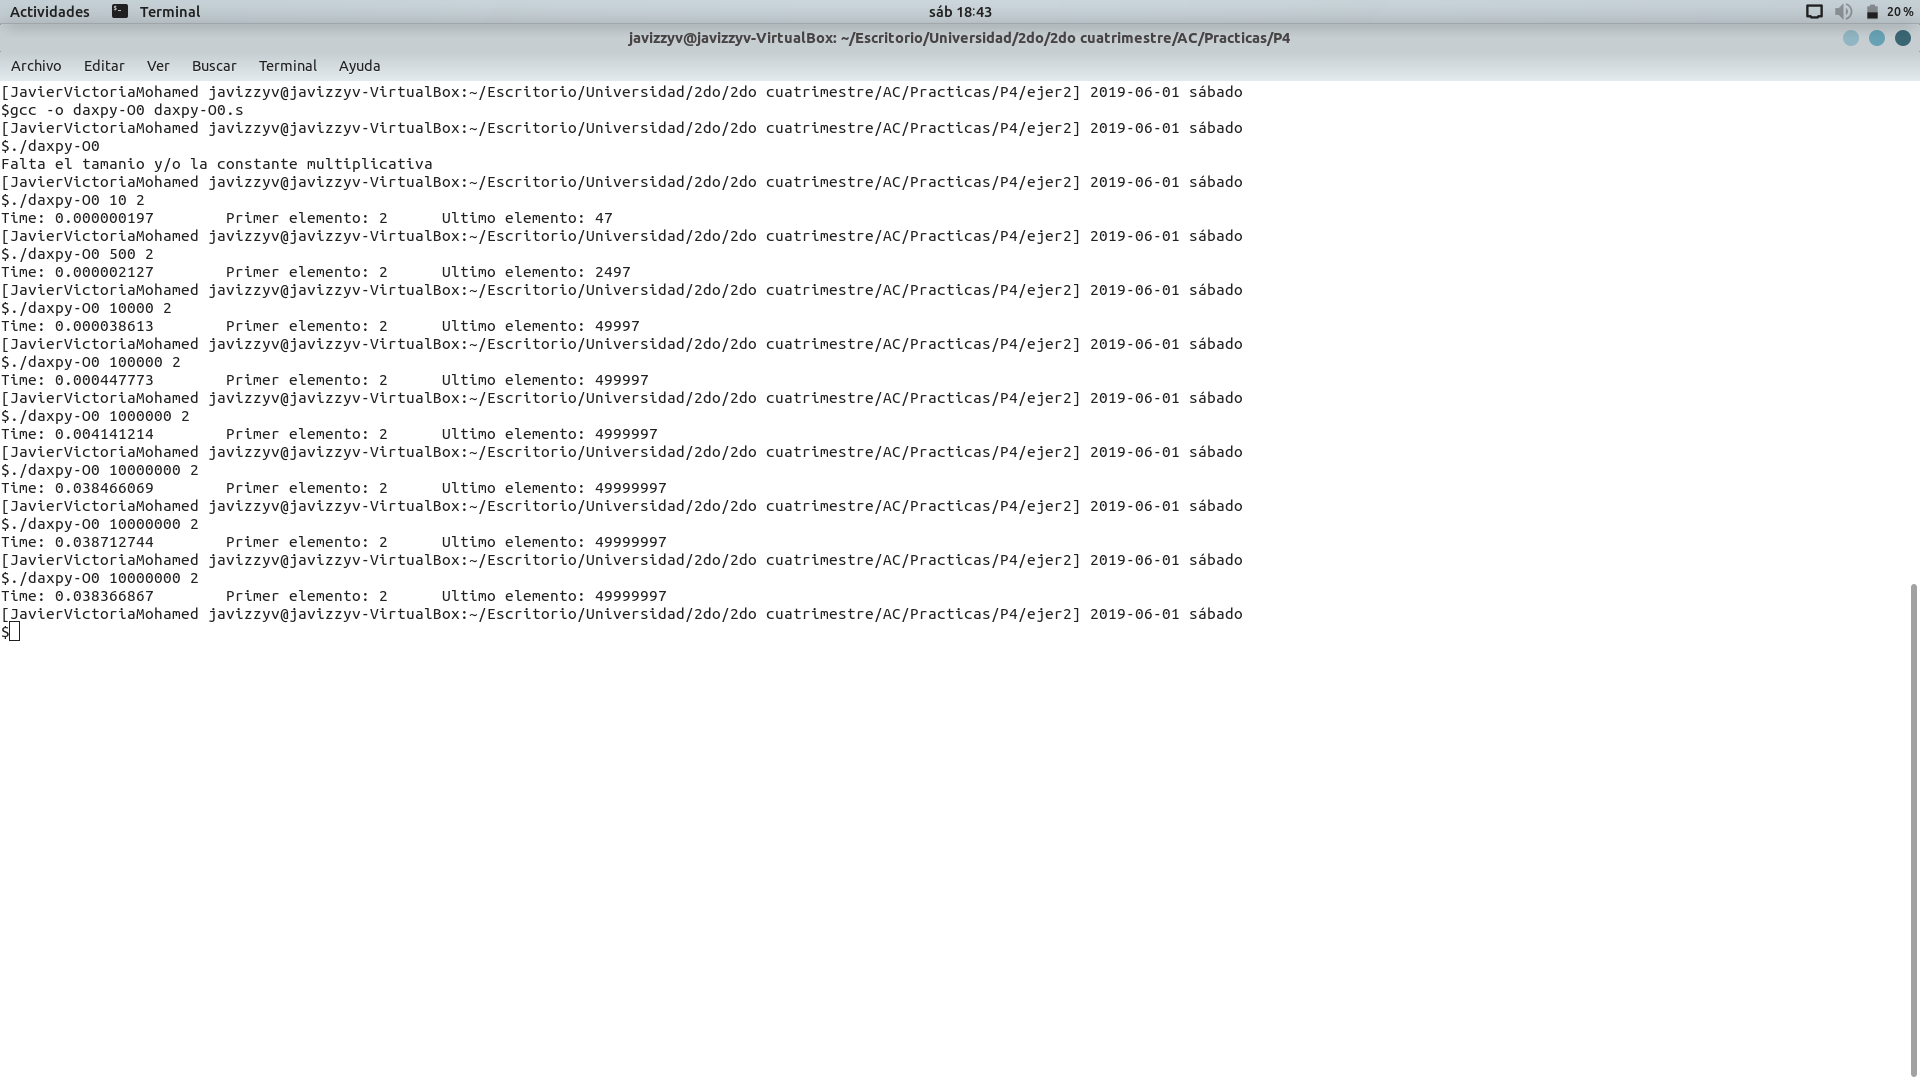 Actividades Terminal sáb 18:43 20 %
javizzyv@javizzyv-VirtualBox: ~/Escritorio/Universidad/2do/2do cuatrimestre/AC/Practicas/P4
Archivo Editar Ver Buscar Terminal Ayuda
[JavierVictoriaMohamed javizzyv@javizzyv-VirtualBox:~/Escritorio/Universidad/2do/2do cuatrimestre/AC/Practicas/P4/ejer2] 2019-06-01 sábado
$gcc -o daxpy-O0 daxpy-O0.s
[JavierVictoriaMohamed javizzyv@javizzyv-VirtualBox:~/Escritorio/Universidad/2do/2do cuatrimestre/AC/Practicas/P4/ejer2] 2019-06-01 sábado
$./daxpy-O0
Falta el tamanio y/o la constante multiplicativa
[JavierVictoriaMohamed javizzyv@javizzyv-VirtualBox:~/Escritorio/Universidad/2do/2do cuatrimestre/AC/Practicas/P4/ejer2] 2019-06-01 sábado
$./daxpy-O0 10 2
Time: 0.000000197 Primer elemento: 2 Ultimo elemento: 47
[JavierVictoriaMohamed javizzyv@javizzyv-VirtualBox:~/Escritorio/Universidad/2do/2do cuatrimestre/AC/Practicas/P4/ejer2] 2019-06-01 sábado
$./daxpy-O0 500 2
Time: 0.000002127 Primer elemento: 2 Ultimo elemento: 2497
[JavierVictoriaMohamed javizzyv@javizzyv-VirtualBox:~/Escritorio/Universidad/2do/2do cuatrimestre/AC/Practicas/P4/ejer2] 2019-06-01 sábado
$./daxpy-O0 10000 2
Time: 0.000038613 Primer elemento: 2 Ultimo elemento: 49997
[JavierVictoriaMohamed javizzyv@javizzyv-VirtualBox:~/Escritorio/Universidad/2do/2do cuatrimestre/AC/Practicas/P4/ejer2] 2019-06-01 sábado
$./daxpy-O0 100000 2
Time: 0.000447773 Primer elemento: 2 Ultimo elemento: 499997
[JavierVictoriaMohamed javizzyv@javizzyv-VirtualBox:~/Escritorio/Universidad/2do/2do cuatrimestre/AC/Practicas/P4/ejer2] 2019-06-01 sábado
$./daxpy-O0 1000000 2
Time: 0.004141214 Primer elemento: 2 Ultimo elemento: 4999997
[JavierVictoriaMohamed javizzyv@javizzyv-VirtualBox:~/Escritorio/Universidad/2do/2do cuatrimestre/AC/Practicas/P4/ejer2] 2019-06-01 sábado
$./daxpy-O0 10000000 2
Time: 0.038466069 Primer elemento: 2 Ultimo elemento: 49999997
[JavierVictoriaMohamed javizzyv@javizzyv-VirtualBox:~/Escritorio/Universidad/2do/2do cuatrimestre/AC/Practicas/P4/ejer2] 2019-06-01 sábado
$./daxpy-O0 10000000 2
Time: 0.038712744 Primer elemento: 2 Ultimo elemento: 49999997
[JavierVictoriaMohamed javizzyv@javizzyv-VirtualBox:~/Escritorio/Universidad/2do/2do cuatrimestre/AC/Practicas/P4/ejer2] 2019-06-01 sábado
$./daxpy-O0 10000000 2
Time: 0.038366867 Primer elemento: 2 Ultimo elemento: 49999997
[JavierVictoriaMohamed javizzyv@javizzyv-VirtualBox:~/Escritorio/Universidad/2do/2do cuatrimestre/AC/Practicas/P4/ejer2] 2019-06-01 sábado
$